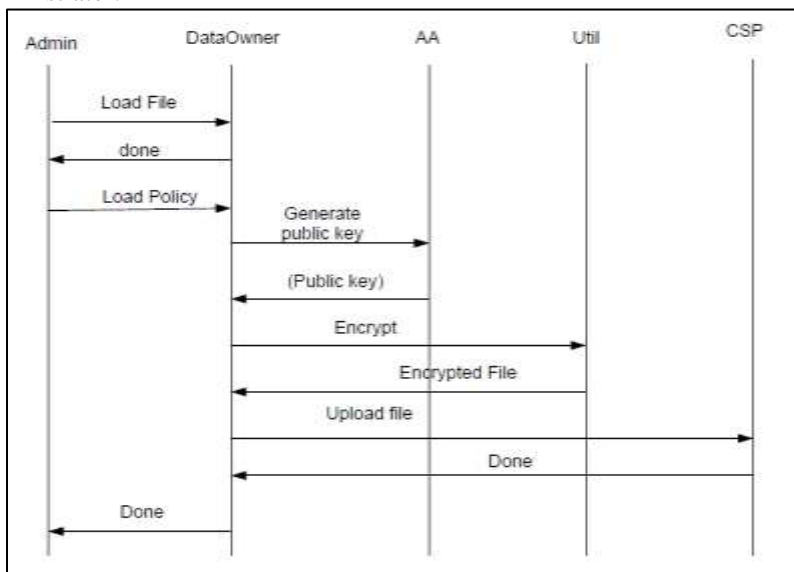 Admin
DataOwner
AA
Util
CSP
Load File
done
Load Policy
Generate
public key
(Public key)
Encrypt
Encrypted File
Upload file
Done
Done